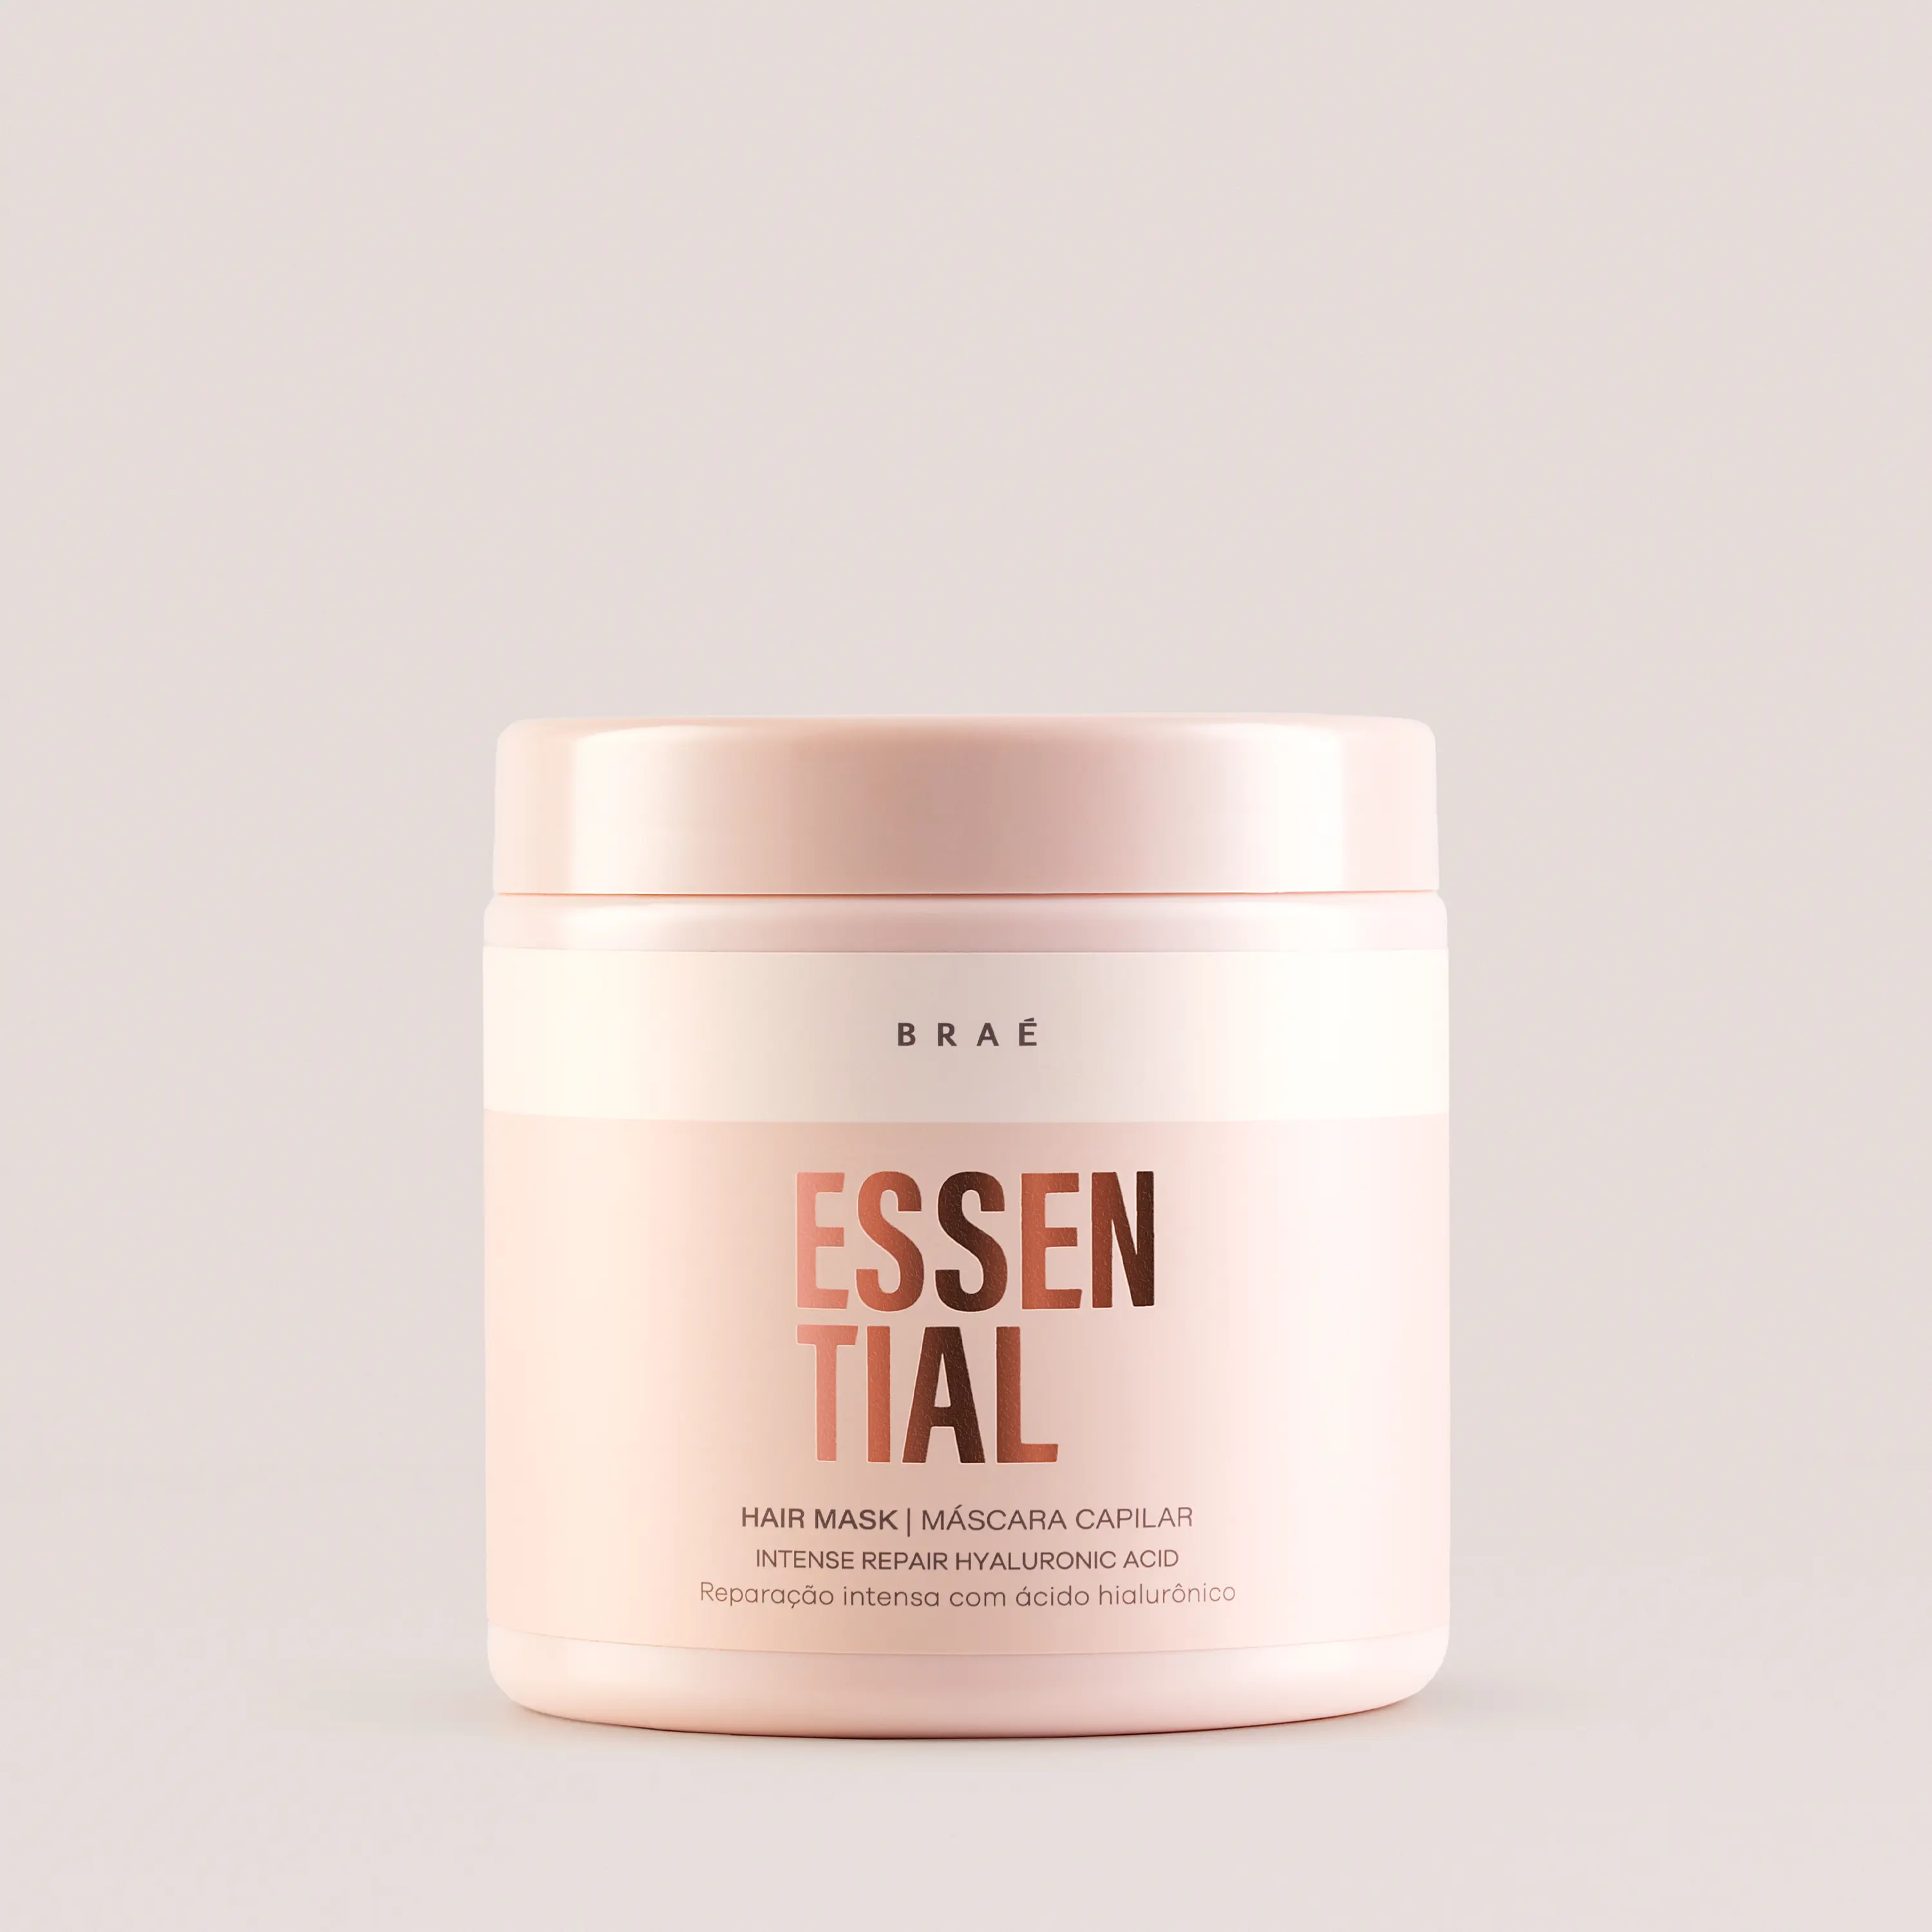 BRAÉ
ESSEN
TIAL
HAIR MASK | MÁSCARA CAPILAR
INTENSE REPAIR HYALURONIC ACID
Reparação intensa com ácido hialurônico